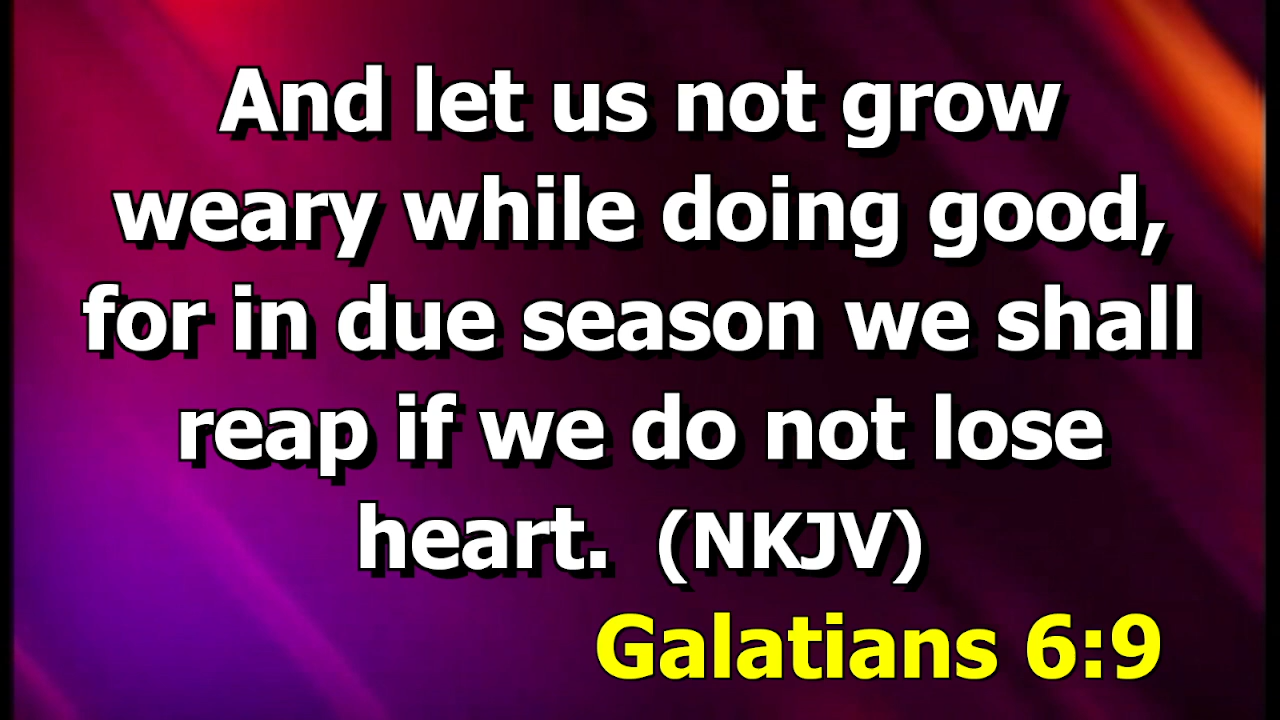 And let us not grow
weary while doing good,
for in due season we shall
reap if we do not lose
heart.  (NKJV)
Galatians 6:9